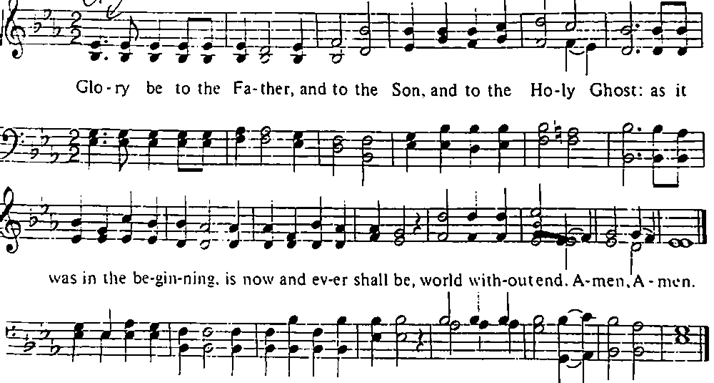 Glo-ry be to the Fa-ther, and to the Son, and to the Ho-ly Ghost: as it
was in the be-gin-ning, is now and ev-er shall be, world with-out end. A-men, A-men.